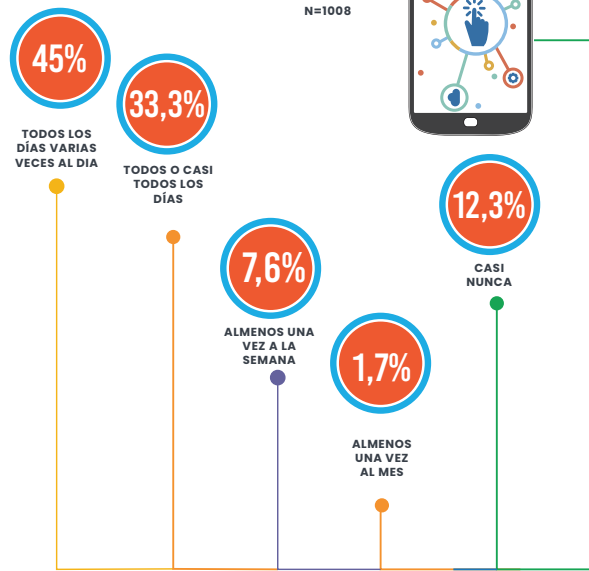 N=1008
45%
TODOS LOS
DÍAS VARIAS
VECES AL DIA
33,3%
TODOS O CASI
TODOS LOS
DÍAS
7,6%
ALMENOS UNA
VEZ A LA
SEMANA
1,7%
ALMENOS
UNA VEZ
AL MES
12,3%
CASI
NUNCA